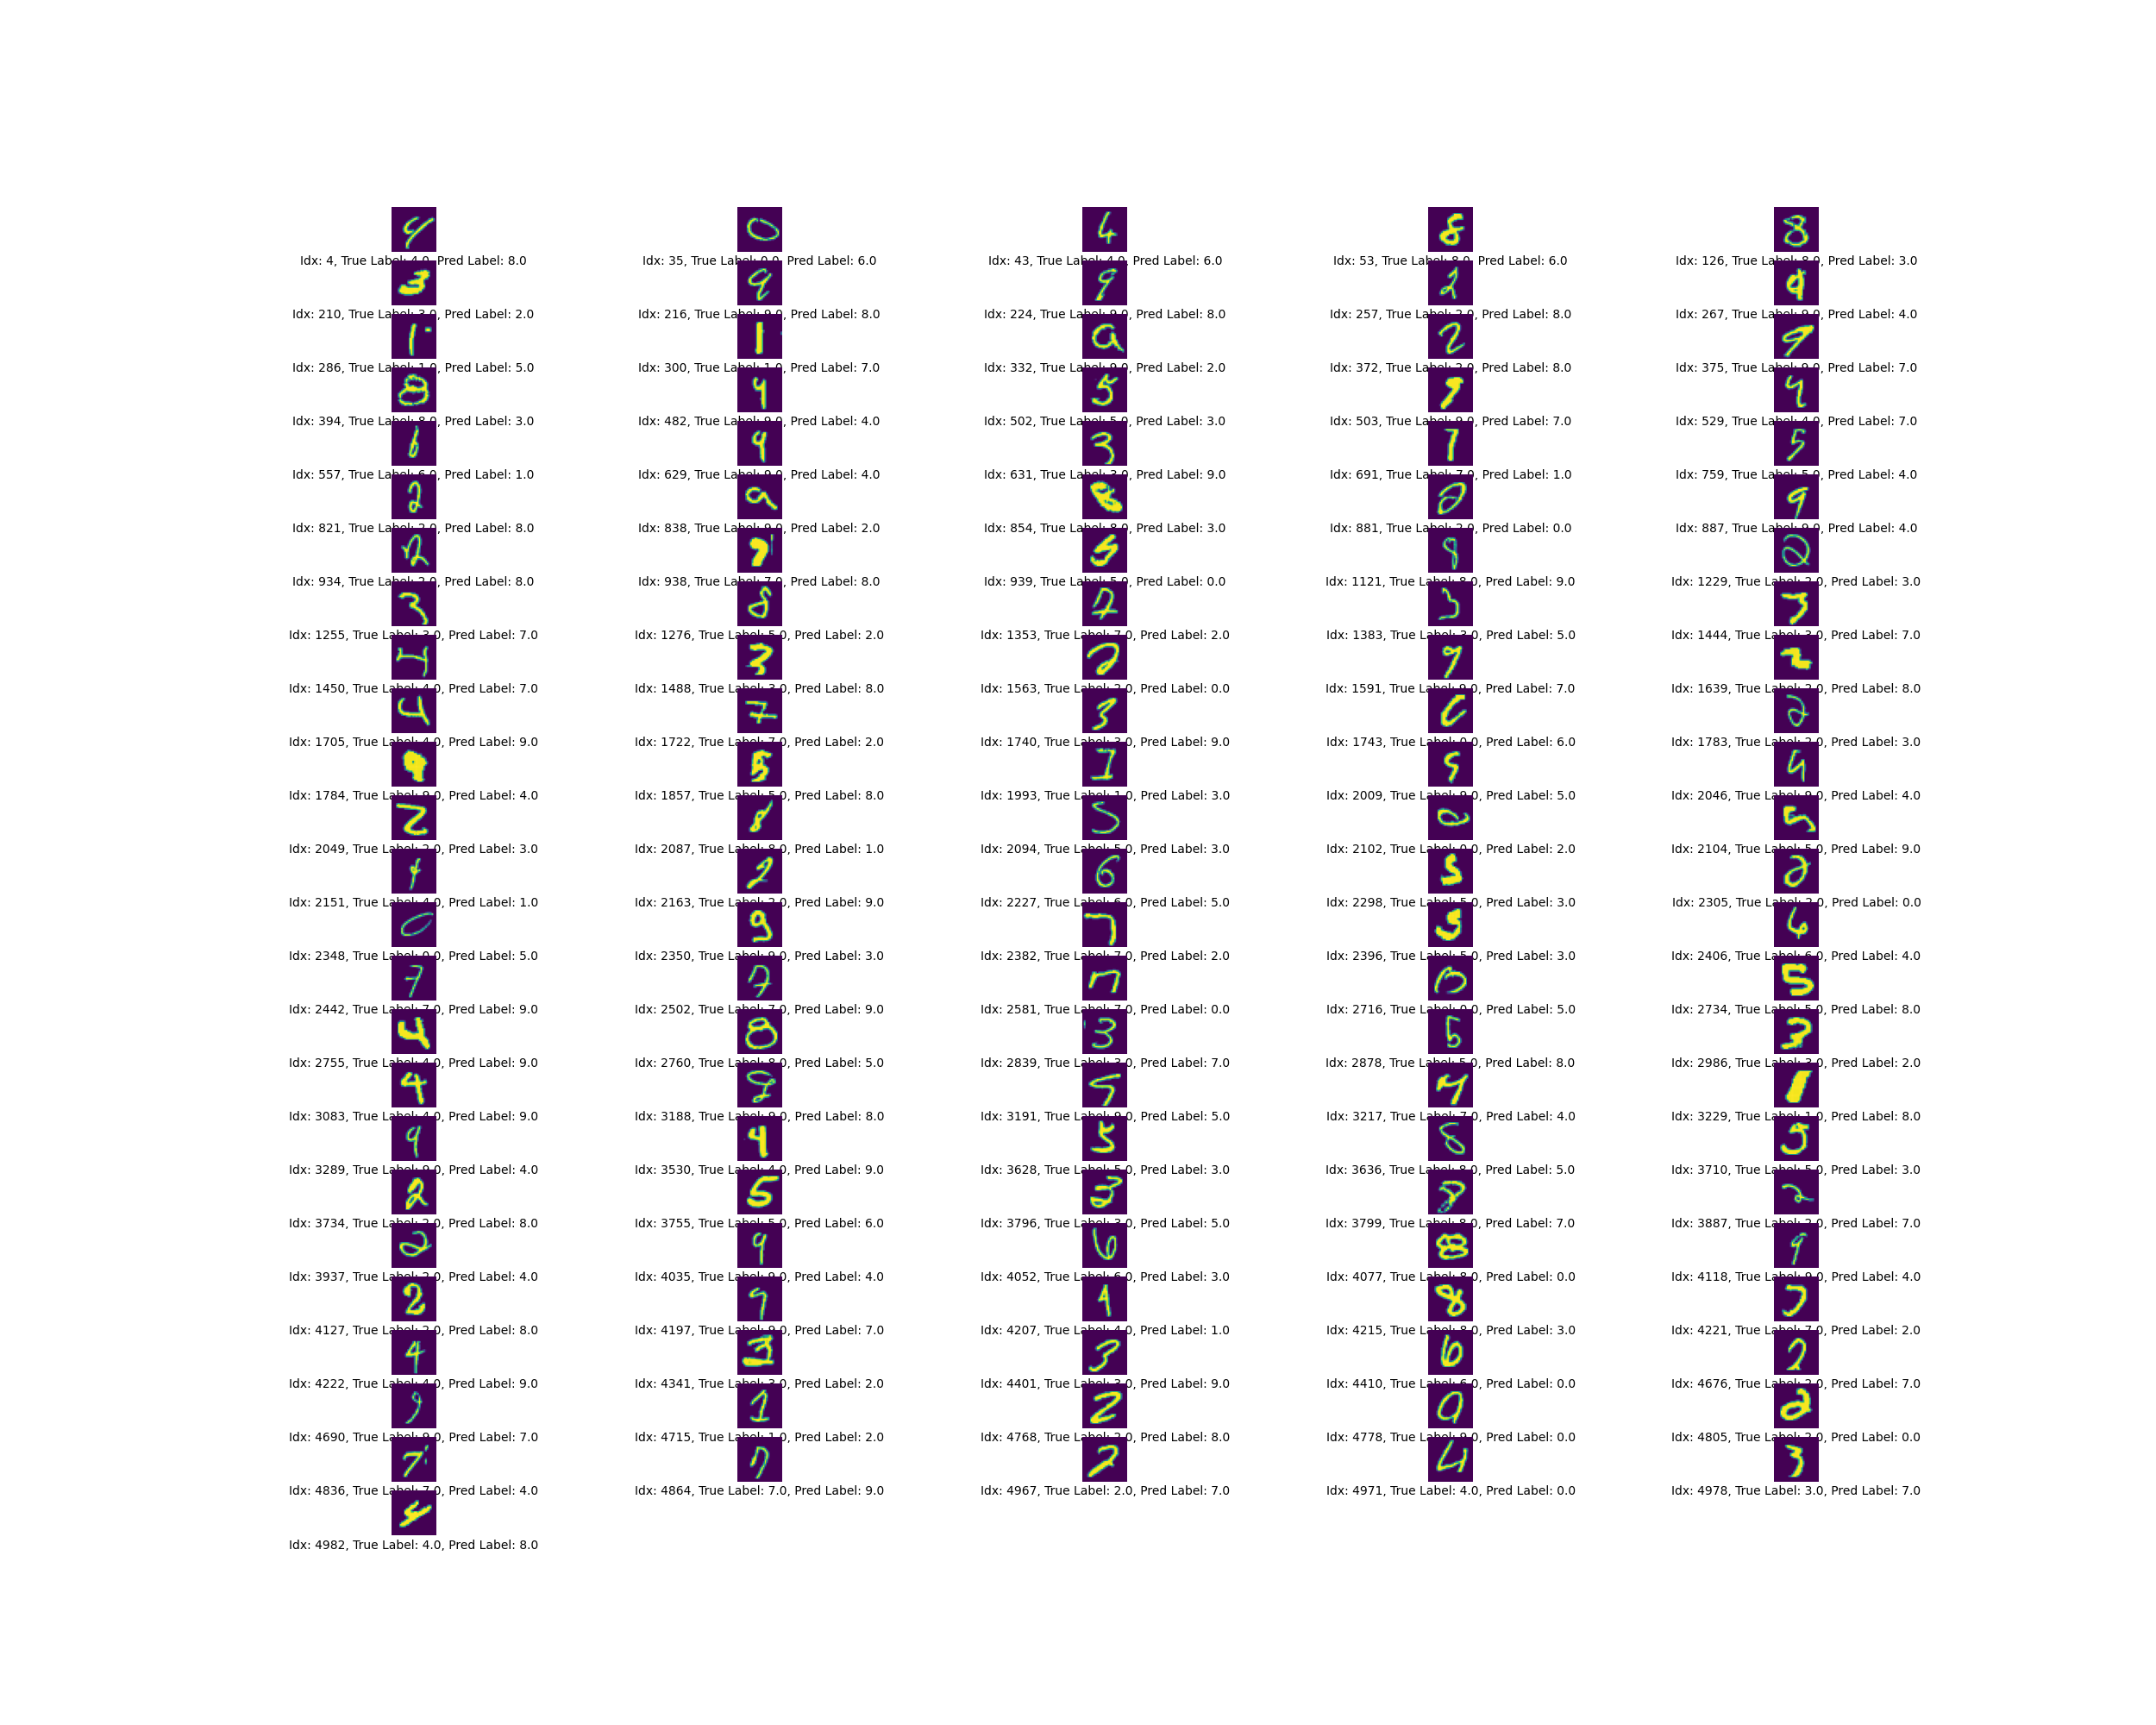 Idx: 4, True Label: 4.0, Pred Label: 8.0
Idx: 35, True Label: 0.0, Pred Label: 6.0
Idx: 43, True Label: 4.0, Pred Label: 6.0
Idx: 53, True Label: 8.0, Pred Label: 6.0
Idx: 126, True Label: 8.0, Pred Label: 3.0
Idx: 210, True Label: 3.0, Pred Label: 2.0
Idx: 216, True Label: 9.0, Pred Label: 8.0
Idx: 224, True Label: 9.0, Pred Label: 8.0
Idx: 257, True Label: 2.0, Pred Label: 8.0
Idx: 267, True Label: 9.0, Pred Label: 4.0
Idx: 286, True Label: 1.0, Pred Label: 5.0
Idx: 300, True Label: 1.0, Pred Label: 7.0
Idx: 332, True Label: 9.0, Pred Label: 2.0
Idx: 372, True Label: 2.0, Pred Label: 8.0
Idx: 375, True Label: 9.0, Pred Label: 7.0
Idx: 394, True Label: 8.0, Pred Label: 3.0
Idx: 482, True Label: 9.0, Pred Label: 4.0
Idx: 502, True Label: 5.0, Pred Label: 3.0
Idx: 503, True Label: 9.0, Pred Label: 7.0
Idx: 529, True Label: 4.0, Pred Label: 7.0
Idx: 557, True Label: 6.0, Pred Label: 1.0
Idx: 629, True Label: 9.0, Pred Label: 4.0
Idx: 631, True Label: 3.0, Pred Label: 9.0
Idx: 691, True Label: 7.0, Pred Label: 1.0
Idx: 759, True Label: 5.0, Pred Label: 4.0
Idx: 821, True Label: 2.0, Pred Label: 8.0
Idx: 838, True Label: 9.0, Pred Label: 2.0
Idx: 854, True Label: 8.0, Pred Label: 3.0
Idx: 881, True Label: 2.0, Pred Label: 0.0
Idx: 887, True Label: 9.0, Pred Label: 4.0
Idx: 934, True Label: 2.0, Pred Label: 8.0
Idx: 938, True Label: 7.0, Pred Label: 8.0
Idx: 939, True Label: 5.0, Pred Label: 0.0
Idx: 1121, True Label: 8.0, Pred Label: 9.0
Idx: 1229, True Label: 2.0, Pred Label: 3.0
Idx: 1255, True Label: 3.0, Pred Label: 7.0
Idx: 1276, True Label: 5.0, Pred Label: 2.0
Idx: 1353, True Label: 7.0, Pred Label: 2.0
Idx: 1383, True Label: 3.0, Pred Label: 5.0
Idx: 1444, True Label: 3.0, Pred Label: 7.0
Idx: 1450, True Label: 4.0, Pred Label: 7.0
Idx: 1488, True Label: 3.0, Pred Label: 8.0
Idx: 1563, True Label: 2.0, Pred Label: 0.0
Idx: 1591, True Label: 9.0, Pred Label: 7.0
Idx: 1639, True Label: 2.0, Pred Label: 8.0
Idx: 1705, True Label: 4.0, Pred Label: 9.0
Idx: 1722, True Label: 7.0, Pred Label: 2.0
Idx: 1740, True Label: 3.0, Pred Label: 9.0
Idx: 1743, True Label: 0.0, Pred Label: 6.0
Idx: 1783, True Label: 2.0, Pred Label: 3.0
Idx: 1784, True Label: 9.0, Pred Label: 4.0
Idx: 1857, True Label: 5.0, Pred Label: 8.0
Idx: 1993, True Label: 1.0, Pred Label: 3.0
Idx: 2009, True Label: 9.0, Pred Label: 5.0
Idx: 2046, True Label: 9.0, Pred Label: 4.0
Idx: 2049, True Label: 2.0, Pred Label: 3.0
Idx: 2087, True Label: 8.0, Pred Label: 1.0
Idx: 2094, True Label: 5.0, Pred Label: 3.0
Idx: 2102, True Label: 0.0, Pred Label: 2.0
Idx: 2104, True Label: 5.0, Pred Label: 9.0
Idx: 2151, True Label: 4.0, Pred Label: 1.0
Idx: 2163, True Label: 2.0, Pred Label: 9.0
Idx: 2227, True Label: 6.0, Pred Label: 5.0
Idx: 2298, True Label: 5.0, Pred Label: 3.0
Idx: 2305, True Label: 2.0, Pred Label: 0.0
Idx: 2348, True Label: 0.0, Pred Label: 5.0
Idx: 2350, True Label: 9.0, Pred Label: 3.0
Idx: 2382, True Label: 7.0, Pred Label: 2.0
Idx: 2396, True Label: 5.0, Pred Label: 3.0
Idx: 2406, True Label: 6.0, Pred Label: 4.0
Idx: 2442, True Label: 7.0, Pred Label: 9.0
Idx: 2502, True Label: 7.0, Pred Label: 9.0
Idx: 2581, True Label: 7.0, Pred Label: 0.0
Idx: 2716, True Label: 0.0, Pred Label: 5.0
Idx: 2734, True Label: 5.0, Pred Label: 8.0
Idx: 2755, True Label: 4.0, Pred Label: 9.0
Idx: 2760, True Label: 8.0, Pred Label: 5.0
Idx: 2839, True Label: 3.0, Pred Label: 7.0
Idx: 2878, True Label: 5.0, Pred Label: 8.0
Idx: 2986, True Label: 3.0, Pred Label: 2.0
Idx: 3083, True Label: 4.0, Pred Label: 9.0
Idx: 3188, True Label: 9.0, Pred Label: 8.0
Idx: 3191, True Label: 9.0, Pred Label: 5.0
Idx: 3217, True Label: 7.0, Pred Label: 4.0
Idx: 3229, True Label: 1.0, Pred Label: 8.0
Idx: 3289, True Label: 9.0, Pred Label: 4.0
Idx: 3530, True Label: 4.0, Pred Label: 9.0
Idx: 3628, True Label: 5.0, Pred Label: 3.0
Idx: 3636, True Label: 8.0, Pred Label: 5.0
Idx: 3710, True Label: 5.0, Pred Label: 3.0
Idx: 3734, True Label: 2.0, Pred Label: 8.0
Idx: 3755, True Label: 5.0, Pred Label: 6.0
Idx: 3796, True Label: 3.0, Pred Label: 5.0
Idx: 3799, True Label: 8.0, Pred Label: 7.0
Idx: 3887, True Label: 2.0, Pred Label: 7.0
Idx: 3937, True Label: 2.0, Pred Label: 4.0
Idx: 4035, True Label: 9.0, Pred Label: 4.0
Idx: 4052, True Label: 6.0, Pred Label: 3.0
Idx: 4077, True Label: 8.0, Pred Label: 0.0
Idx: 4118, True Label: 9.0, Pred Label: 4.0
Idx: 4127, True Label: 2.0, Pred Label: 8.0
Idx: 4197, True Label: 9.0, Pred Label: 7.0
Idx: 4207, True Label: 4.0, Pred Label: 1.0
Idx: 4215, True Label: 8.0, Pred Label: 3.0
Idx: 4221, True Label: 7.0, Pred Label: 2.0
Idx: 4222, True Label: 4.0, Pred Label: 9.0
Idx: 4341, True Label: 3.0, Pred Label: 2.0
Idx: 4401, True Label: 3.0, Pred Label: 9.0
Idx: 4410, True Label: 6.0, Pred Label: 0.0
Idx: 4676, True Label: 2.0, Pred Label: 7.0
Idx: 4690, True Label: 9.0, Pred Label: 7.0
Idx: 4715, True Label: 1.0, Pred Label: 2.0
Idx: 4768, True Label: 2.0, Pred Label: 8.0
Idx: 4778, True Label: 9.0, Pred Label: 0.0
Idx: 4805, True Label: 2.0, Pred Label: 0.0
Idx: 4836, True Label: 7.0, Pred Label: 4.0
Idx: 4864, True Label: 7.0, Pred Label: 9.0
Idx: 4967, True Label: 2.0, Pred Label: 7.0
Idx: 4971, True Label: 4.0, Pred Label: 0.0
Idx: 4978, True Label: 3.0, Pred Label: 7.0
Idx: 4982, True Label: 4.0, Pred Label: 8.0